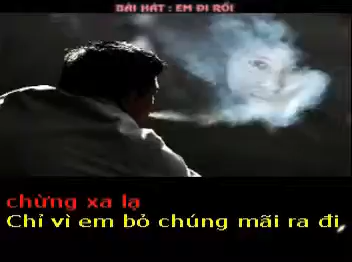 BÀI HÁT : EM ĐI RỒI
chừng xa lạ
Chỉ vì em bỏ chúng mãi ra đi